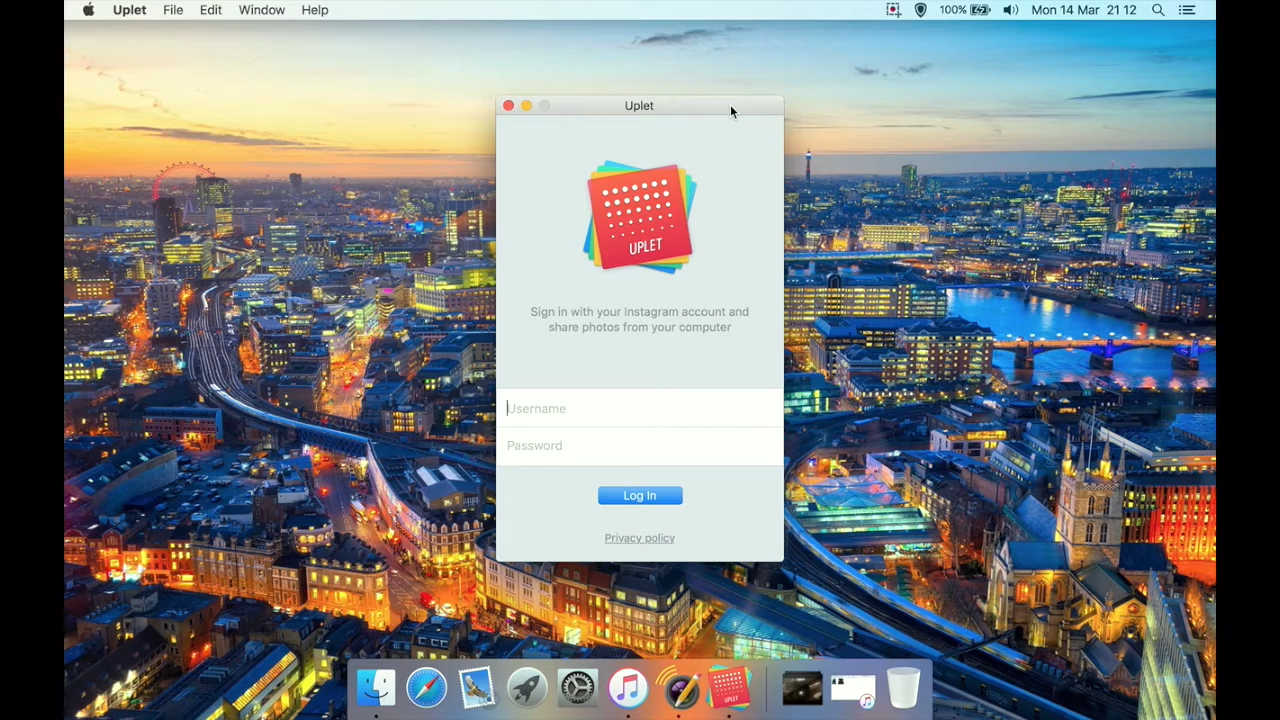 Uplet File Edit Window Help 100% Mon 14 Mar 21 12
Uplet
UPLET
Sign in with your Instagram account and
share photos from your computer
Username
Password
Log In
Privacy policy
UPLET